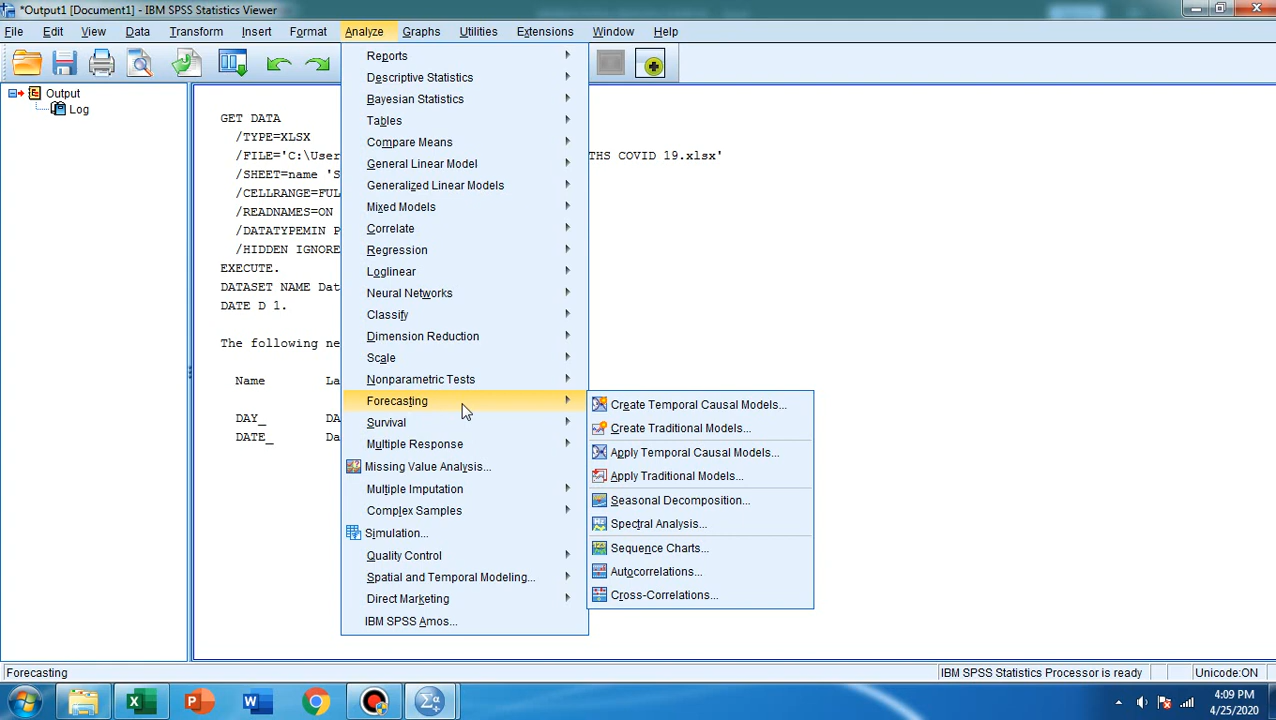 *Output1 [Document1] - IBM SPSS Statistics Viewer
File Edit View Data Transform Insert Format Analyze Graphs Utilities Extensions Window Help
Output
Log
GET DATA
/TYPE=XLSX
/FILE='C:\User THS COVID 19.xlsx'
/SHEET=name 'S
/CELLRANGE=FUL
/READNAMES=ON
/DATATYPEMIN P
/HIDDEN IGNORE
EXECUTE.
DATASET NAME Dat
DATE D 1.
The following ne
Name La
DAY_ DA
DATE_ Da
Reports
Descriptive Statistics
Bayesian Statistics
Tables
Compare Means
General Linear Model
Generalized Linear Models
Mixed Models
Correlate
Regression
Loglinear
Neural Networks
Classify
Dimension Reduction
Scale
Nonparametric Tests
Forecasting
Survival
Multiple Response
Missing Value Analysis...
Multiple Imputation
Complex Samples
Simulation...
Quality Control
Spatial and Temporal Modeling...
Direct Marketing
IBM SPSS Amos...
Create Temporal Causal Models...
Create Traditional Models...
Apply Temporal Causal Models...
Apply Traditional Models...
Seasonal Decomposition...
Spectral Analysis...
Sequence Charts...
Autocorrelations...
Cross-Correlations...
Forecasting
IBM SPSS Statistics Processor is ready
Unicode:ON
4:09 PM
4/25/2020